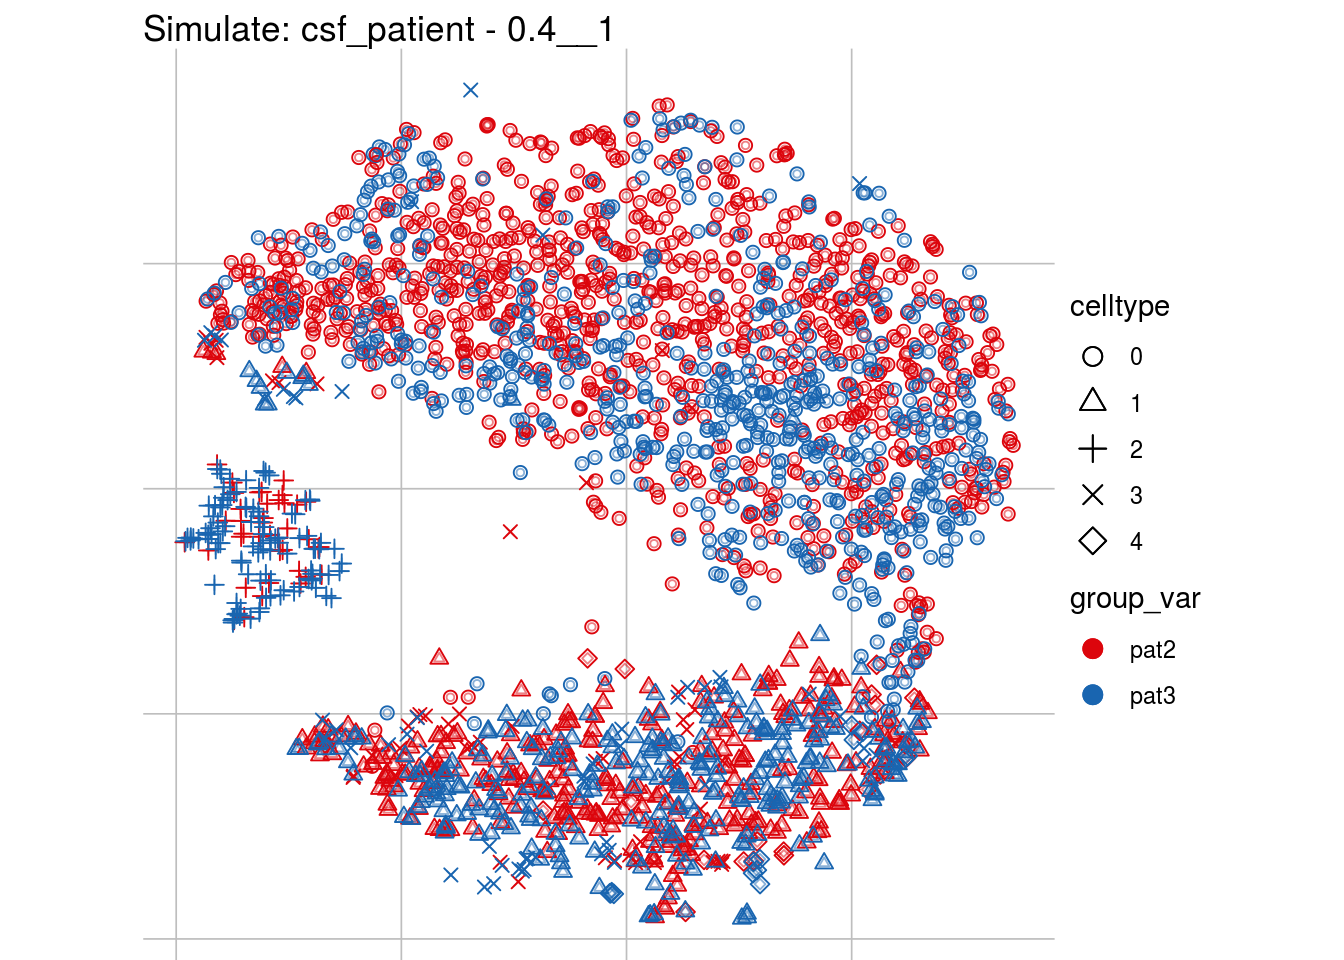 Simulate: csf_patient - 0.4__1
celltype
0
1
2
3
4
group_var
pat2
pat3